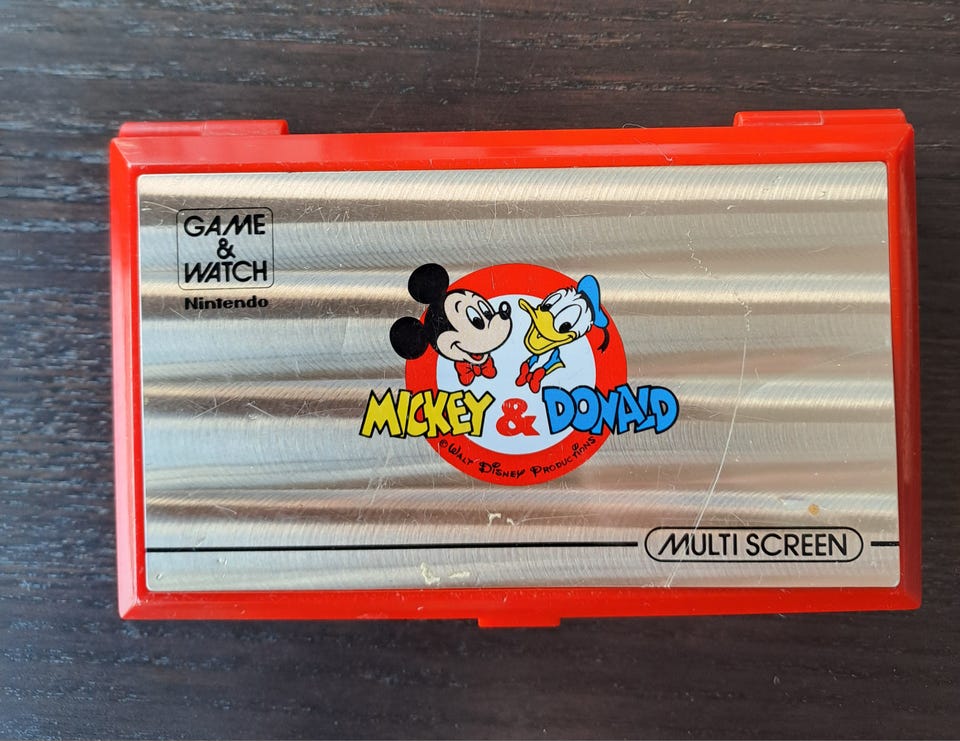 GAME
&
WATCH
Nintendo
MICKEY & DONALD
© WALT DISNEY PRODUCTIONS
MULTI SCREEN